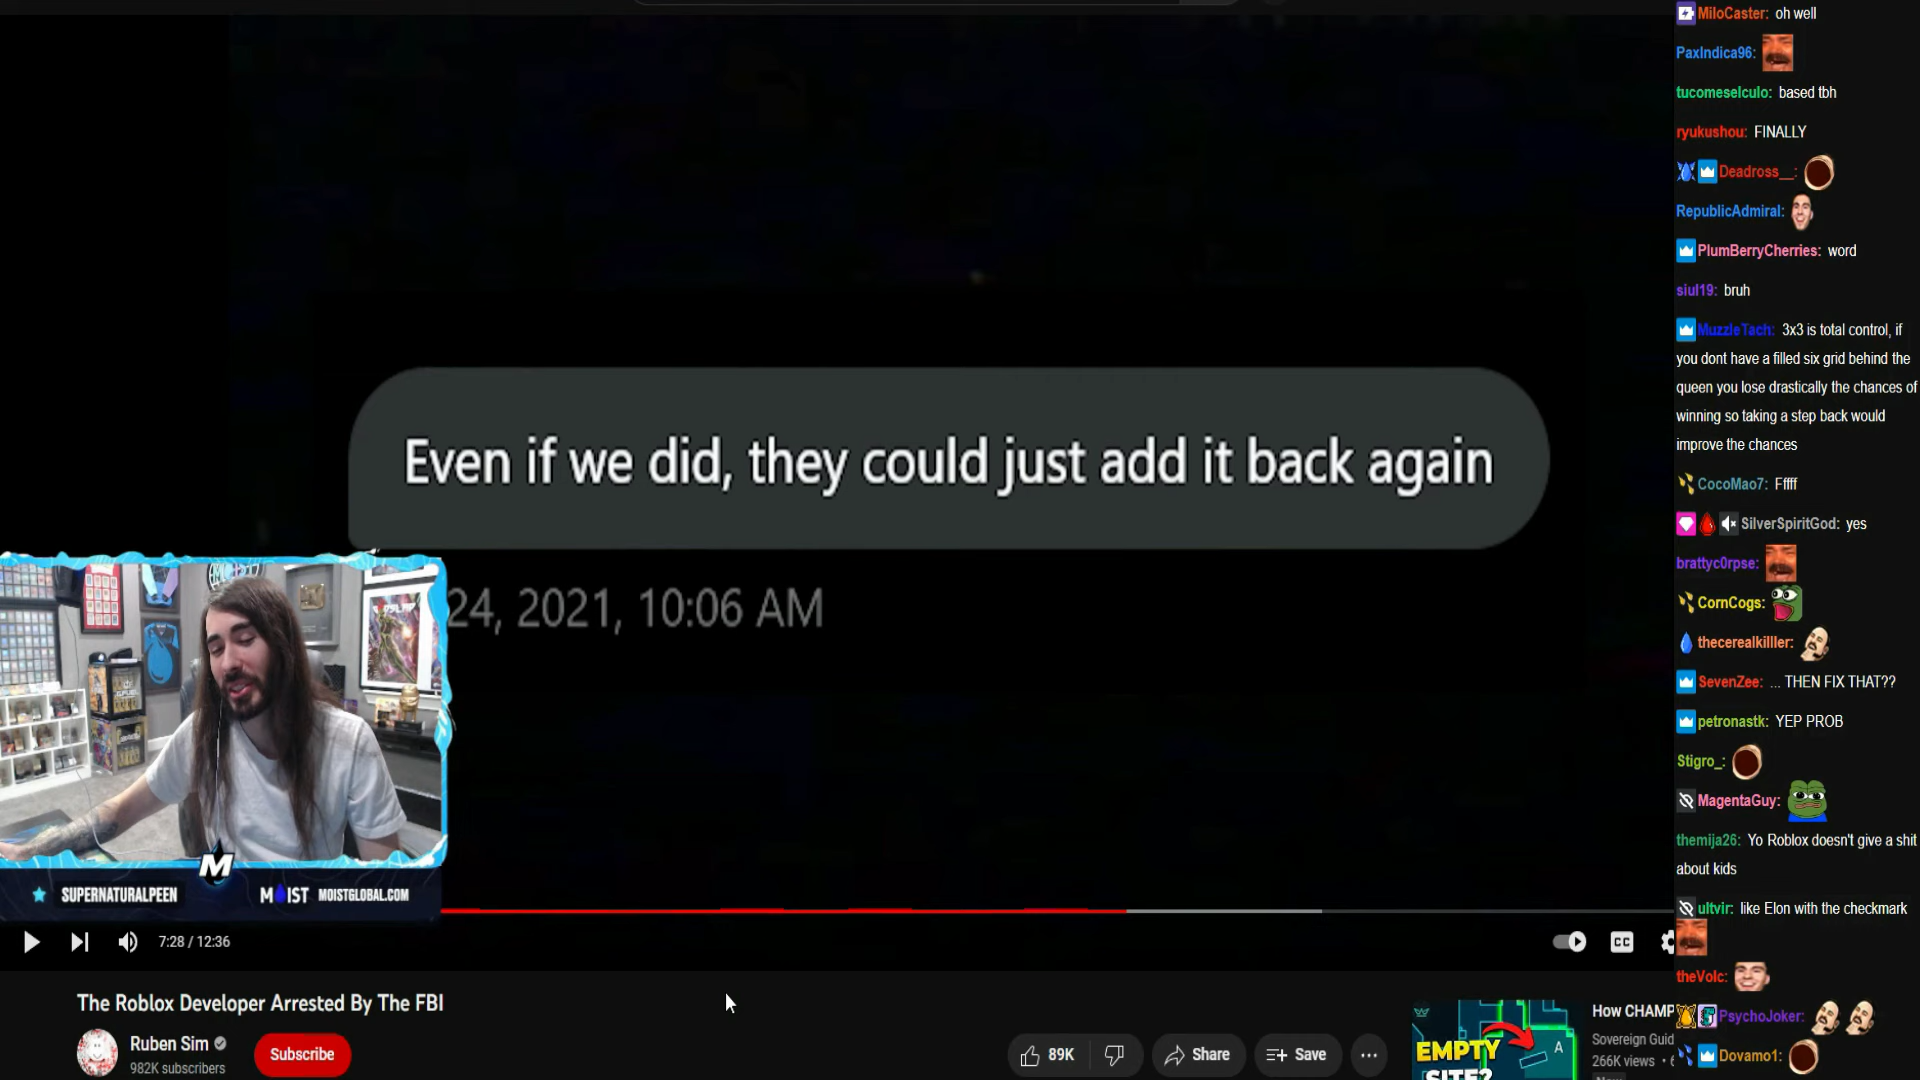 Even if we did, they could just add it back again
24, 2021, 10:06 AM
SUPERNATURALPEEN
M
MOIST MOISTGLOBAL.COM
7:28 / 12:36
CC
The Roblox Developer Arrested By The FBI
Ruben Sim
982K subscribers
Subscribe
89K
Share
Save
EMPTY
SITE?
A
How CHAMP
Sovereign Guid
266K views • 6
MiloCaster: oh well
PaxIndica96:
tucomeselculo: based tbh
ryukushou: FINALLY
Deadross__:
RepublicAdmiral:
PlumBerryCherries: word
siul19: bruh
MuzzleTach: 3x3 is total control, if
you dont have a filled six grid behind the
queen you lose drastically the chances of
winning so taking a step back would
improve the chances
CocoMao7: Fffff
SilverSpiritGod: yes
brattyc0rpse:
CornCogs:
thecerealkilller:
SevenZee: ... THEN FIX THAT??
petronastk: YEP PROB
Stigro_:
MagentaGuy:
themija26: Yo Roblox doesn't give a shit
about kids
ultvir: like Elon with the checkmark
theVolc:
PsychoJoker:
Dovamo1: